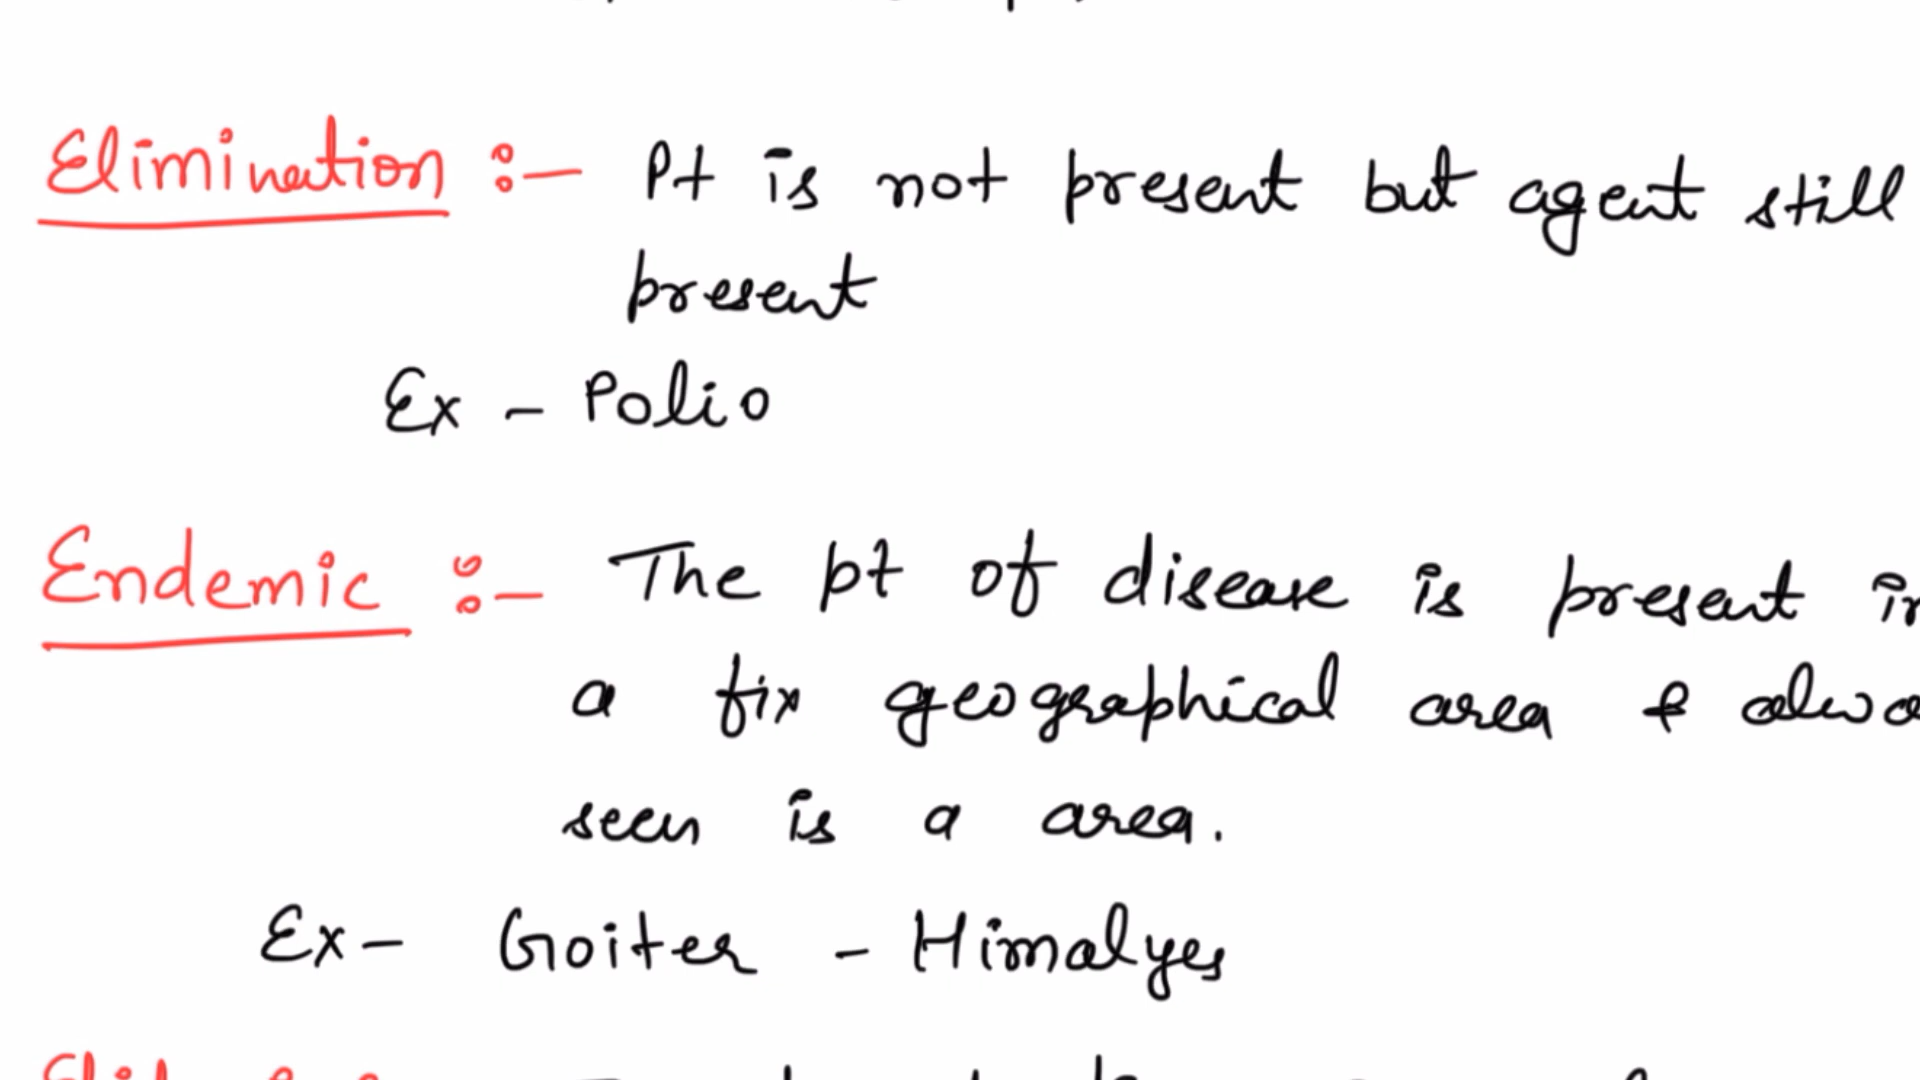 Elimination :- Pt is not present but agent still
present
Ex - Polio
Endemic :- The pt of disease is present in
a fix geographical area &
seen is a area.
Ex - Goiter - Himalyes